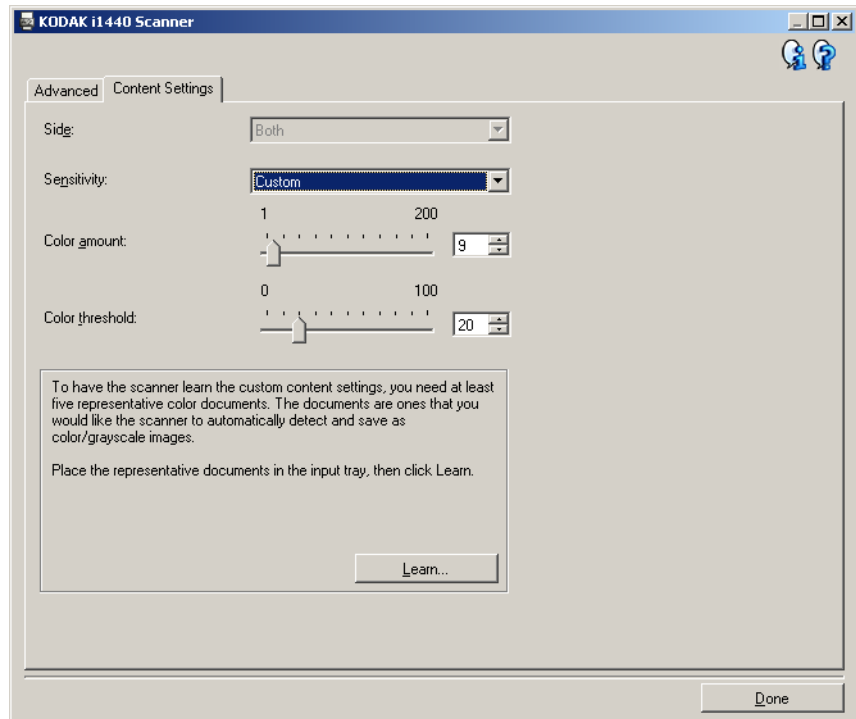 KODAK i1440 Scanner
Advanced
Content Settings
Side:
Both
Sensitivity:
Custom
1 200
Color amount:
9
0 100
Color threshold:
20
To have the scanner learn the custom content settings, you need at least
five representative color documents. The documents are ones that you
would like the scanner to automatically detect and save as
color/grayscale images.
Place the representative documents in the input tray, then click Learn.
Learn...
Done